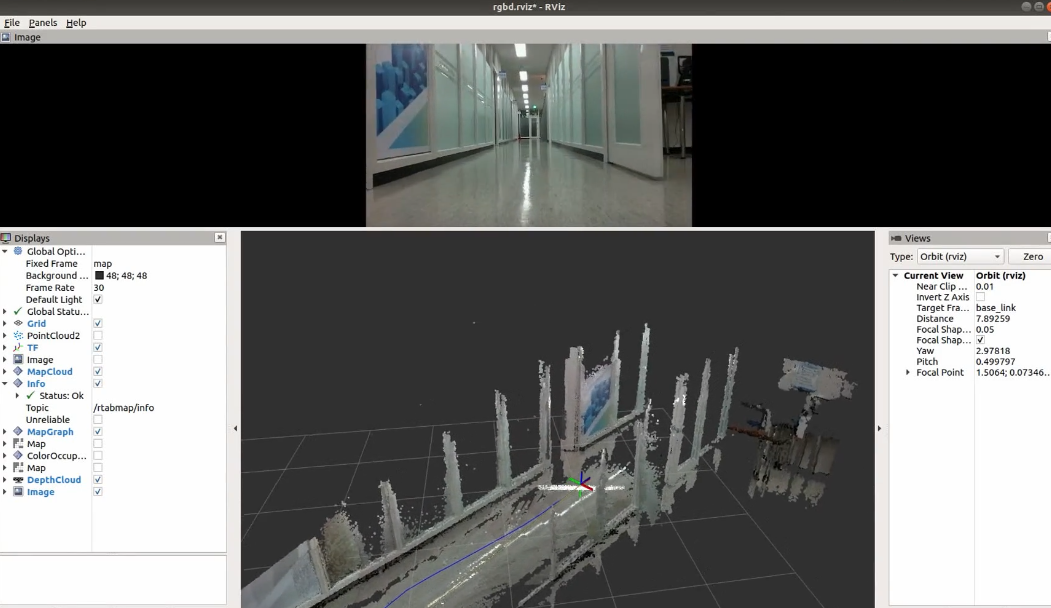 rgbd.rviz* - RViz
File Panels Help
Image
Displays
Global Opti...
Fixed Frame map
Background ... 48; 48; 48
Frame Rate 30
Default Light
Global Statu...
Grid
PointCloud2
TF
Image
MapCloud
Info
Status: Ok
Topic /rtabmap/info
Unreliable
MapGraph
Map
ColorOccup...
Map
DepthCloud
Image
Views
Type: Orbit (rviz) Zero
Current View Orbit (rviz)
Near Clip ... 0.01
Invert Z Axis
Target Fra... base_link
Distance 7.89259
Focal Shap... 0.05
Focal Shap...
Yaw 2.97818
Pitch 0.499797
Focal Point 1.5064; 0.07346...